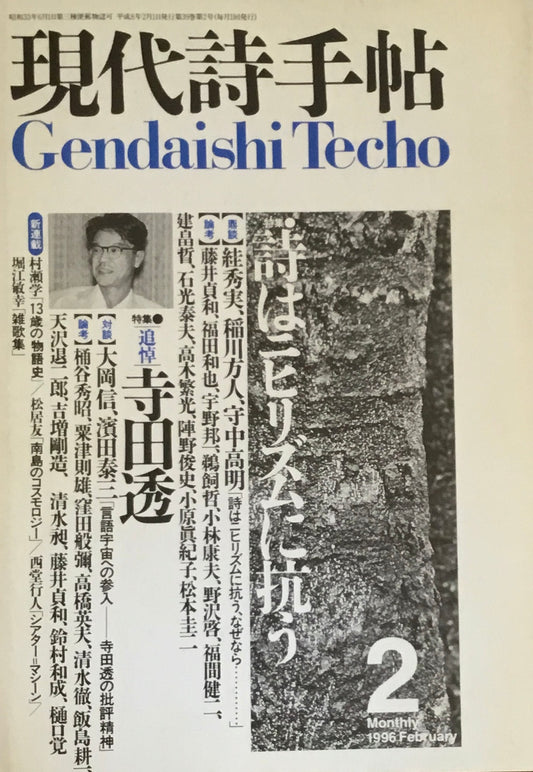 昭和33年6月1日第三種郵便物認可 平成8年2月1日発行第39巻第2号(毎月1回発行)
現代詩手帖
Gendaishi Techo
詩はニヒリズムに抗う
【鼎談】絓秀実、稲川方人、守中高明「詩はニヒリズムに抗う、なぜなら…………」
【論考】藤井貞和、福田和也、宇野邦一、鵜飼哲、小林康夫、野沢啓、福間健二、
建畠晢、石光泰夫、高木繁光、陣野俊史、小原眞紀子、松本圭二
特集●
追悼
寺田透
【対談】大岡信、濱田泰三「言語宇宙への参入――寺田透の批評精神」
【論考】桶谷秀昭、粟津則雄、窪田般彌、高橋英夫、清水徹、飯島耕一
天沢退二郎、吉増剛造、清水昶、藤井貞和、鈴村和成、樋口覚
新連載
村瀬学「13歳の物語史」/松居友「南島のコスモロジー」/西堂行人「シアター=マシーン」/
堀江敏幸「雑歌集」
2
Monthly
1996 February